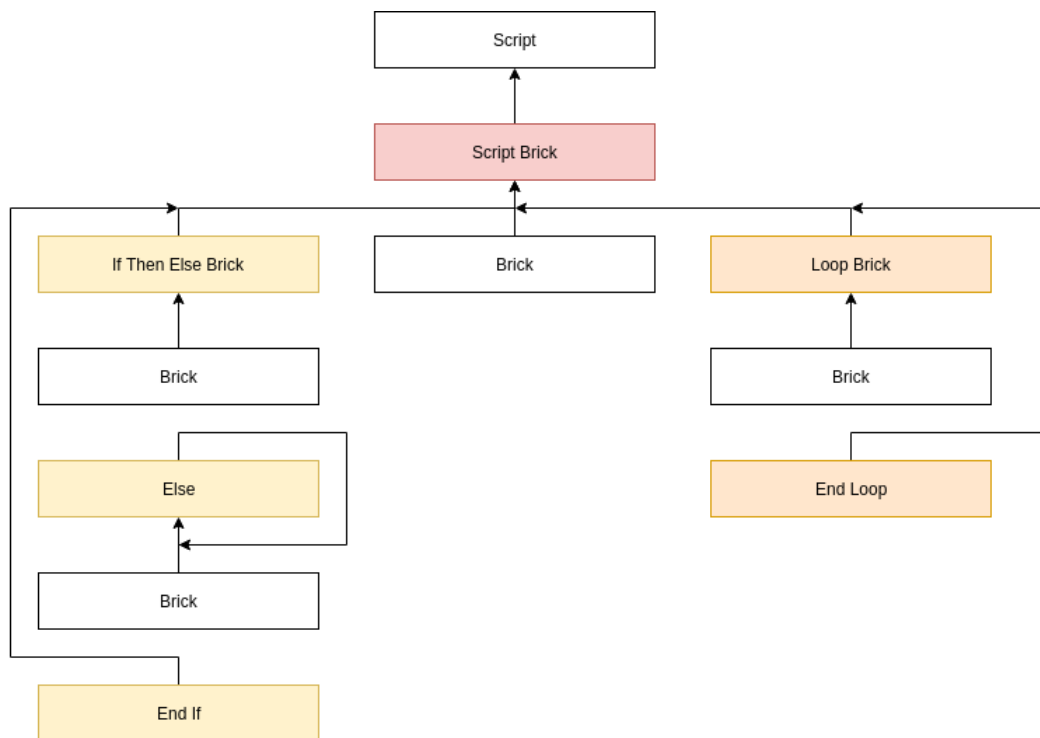 Script
Script Brick
If Then Else Brick
Brick
Loop Brick
Brick
Brick
Else
End Loop
Brick
End If